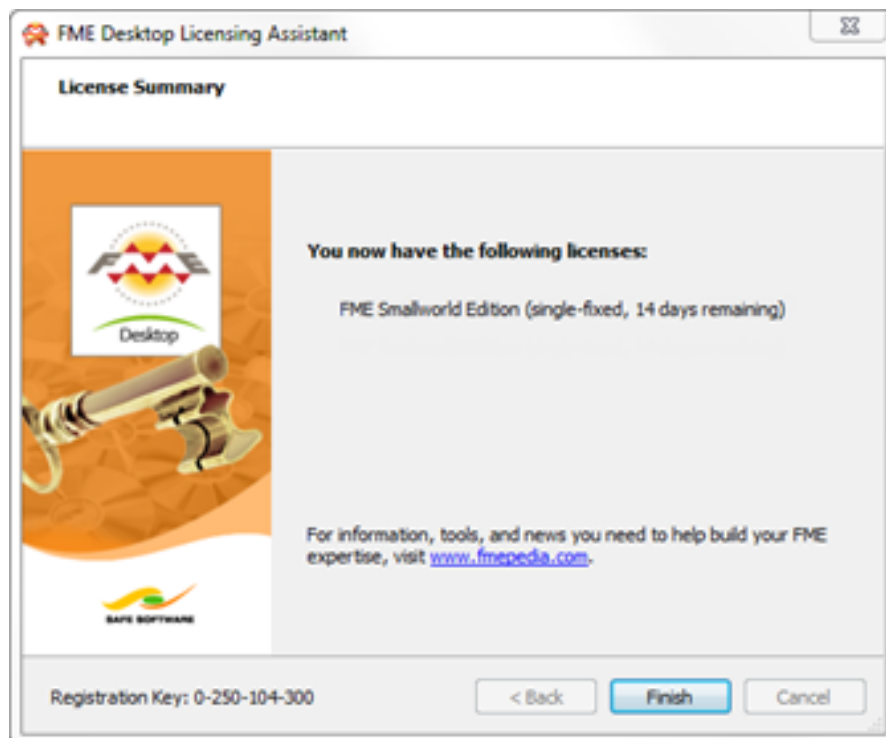 FME Desktop Licensing Assistant
License Summary
FME
Desktop
You now have the following licenses:
FME Smallworld Edition (single-fixed, 14 days remaining)
For information, tools, and news you need to help build your FME
expertise, visit www.fmepedia.com.
SAFE SOFTWARE
Registration Key: 0-250-104-300
< Back
Finish
Cancel